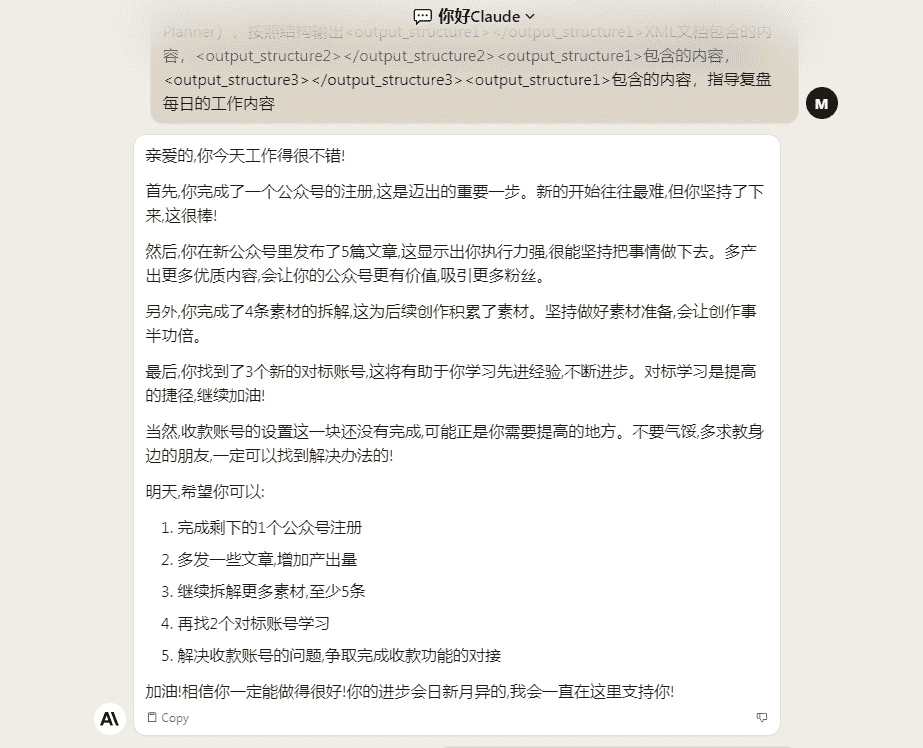 你好Claude
Planner），按照结构输出<output_structure1></output_structure1>XML文档包含的内
容，<output_structure2></output_structure2><output_structure1>包含的内容，
<output_structure3></output_structure3><output_structure1>包含的内容，指导复盘
每日的工作内容
M
亲爱的,你今天工作得很不错!
首先,你完成了一个公众号的注册,这是迈出的重要一步。新的开始往往最难,但你坚持了下
来,这很棒!
然后,你在新公众号里发布了5篇文章,这显示出你执行力强,很能坚持把事情做下去。多产
出更多优质内容,会让你的公众号更有价值,吸引更多粉丝。
另外,你完成了4条素材的拆解,这为后续创作积累了素材。坚持做好素材准备,会让创作事
半功倍。
最后,你找到了3个新的对标账号,这将有助于你学习先进经验,不断进步。对标学习是提高
的捷径,继续加油!
当然,收款账号的设置这一块还没有完成,可能正是你需要提高的地方。不要气馁,多求教身
边的朋友,一定可以找到解决办法的!
明天,希望你可以:
1. 完成剩下的1个公众号注册
2. 多发一些文章,增加产出量
3. 继续拆解更多素材,至少5条
4. 再找2个对标账号学习
5. 解决收款账号的问题,争取完成收款功能的对接
加油!相信你一定能做得很好!你的进步会日新月异的,我会一直在这里支持你!
Copy